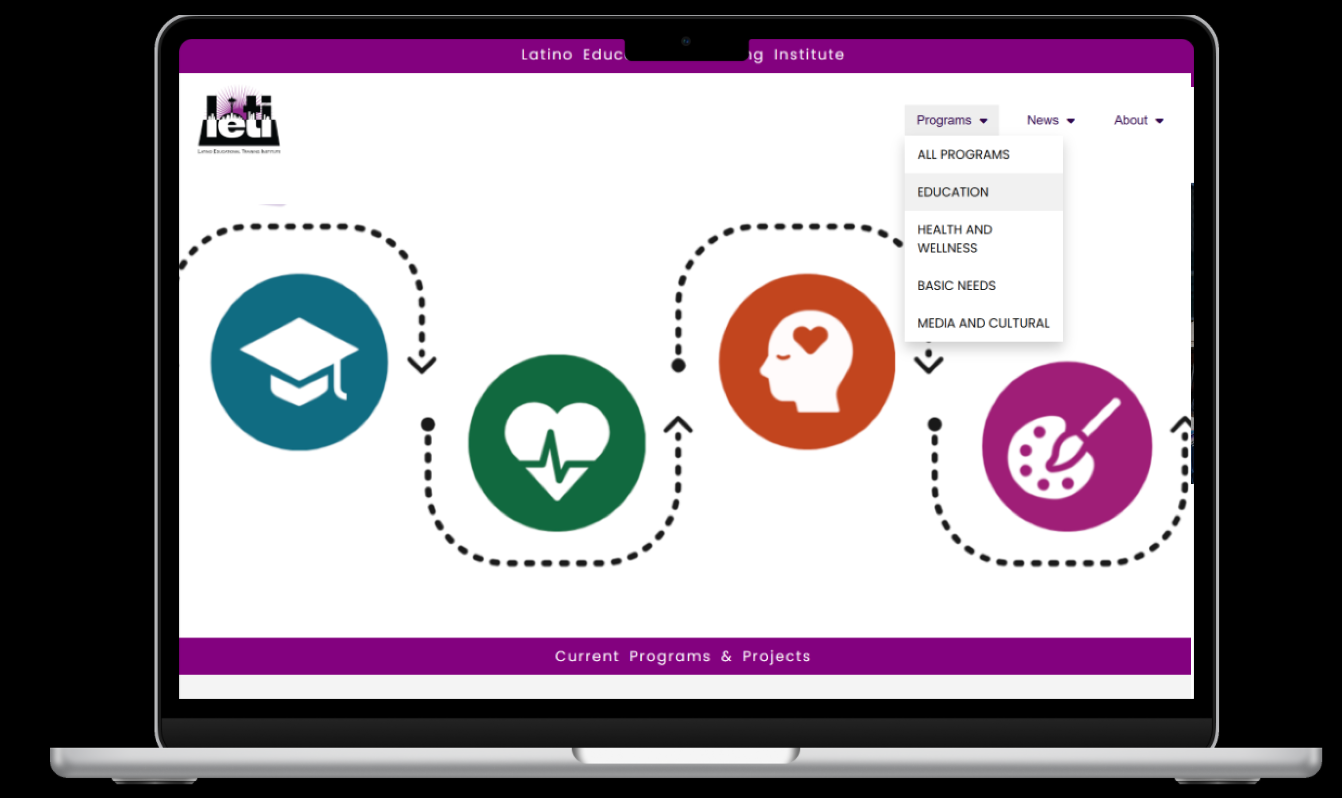 Latino Educ ng Institute
leti
LATINO EDUCATIONAL TRAINING INSTITUTE
Programs
News
About
ALL PROGRAMS
EDUCATION
HEALTH AND
WELLNESS
BASIC NEEDS
MEDIA AND CULTURAL
Current Programs & Projects